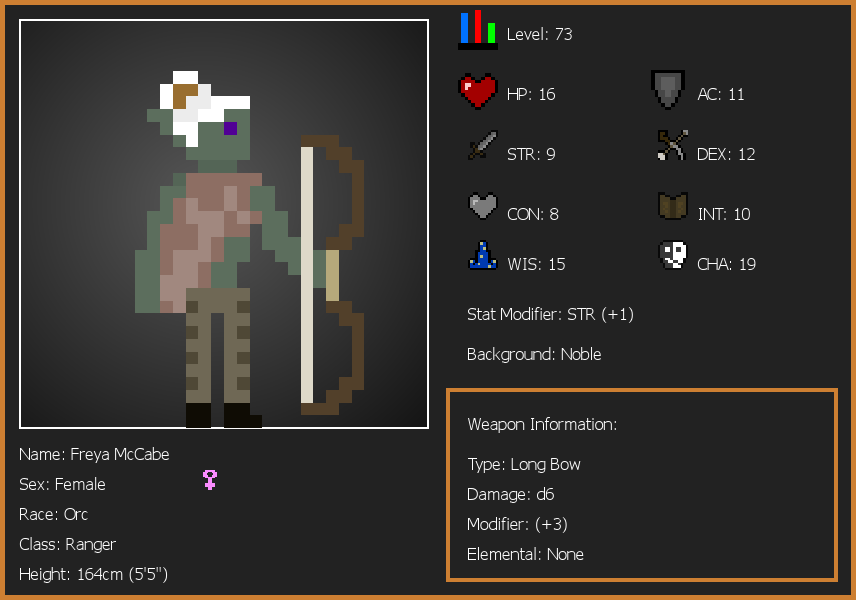 Level: 73
HP: 16
AC: 11
STR: 9
DEX: 12
CON: 8
INT: 10
WIS: 15
CHA: 19
Stat Modifier: STR (+1)
Background: Noble
Weapon Information:
Type: Long Bow
Damage: d6
Modifier: (+3)
Elemental: None
Name: Freya McCabe
Sex: Female
Race: Orc
Class: Ranger
Height: 164cm (5'5")